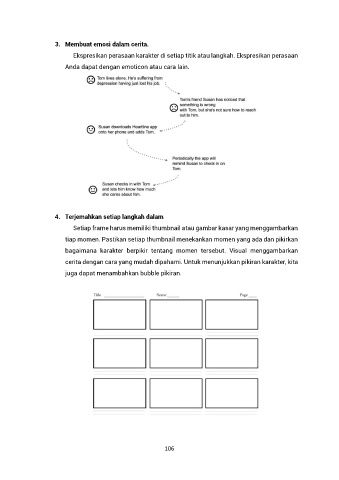 3. Membuat emosi dalam cerita.
Ekspresikan perasaan karakter di setiap titik atau langkah. Ekspresikan perasaan
Anda dapat dengan emoticon atau cara lain.
Tom lives alone. He's suffering from
depression having just lost his job.
Tom's friend Susan has noticed that
something is wrong
with Tom, but she's not sure how to reach
out to him.
Susan downloads Heartime app
onto her phone and adds Tom.
Periodically the app will
remind Susan to check in on
Tom.
Susan checks in with Tom
and lets him know how much
she cares about him.
4. Terjemahkan setiap langkah dalam
Setiap frame harus memiliki thumbnail atau gambar kasar yang menggambarkan
tiap momen. Pastikan setiap thumbnail menekankan momen yang ada dan pikirkan
bagaimana karakter berpikir tentang momen tersebut. Visual menggambarkan
cerita dengan cara yang mudah dipahami. Untuk menunjukkan pikiran karakter, kita
juga dapat menambahkan bubble pikiran.
Title Scene Page
106